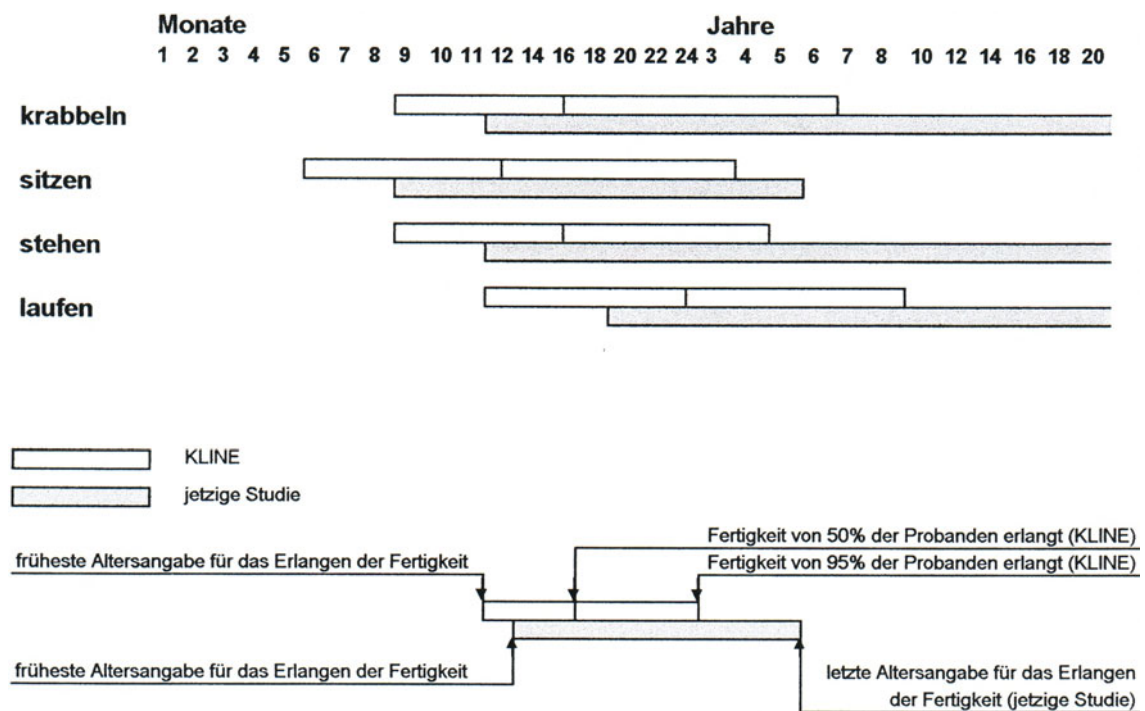 Monate Jahre
1 2 3 4 5 6 7 8 9 10 11 12 14 16 18 20 22 24 3 4 5 6 7 8 10 12 14 16 18 20
krabbeln
sitzen
stehen
laufen
KLINE
jetzige Studie
Fertigkeit von 50% der Probanden erlangt (KLINE)
früheste Altersangabe für das Erlangen der Fertigkeit
Fertigkeit von 95% der Probanden erlangt (KLINE)
früheste Altersangabe für das Erlangen der Fertigkeit
letzte Altersangabe für das Erlangen
der Fertigkeit (jetzige Studie)